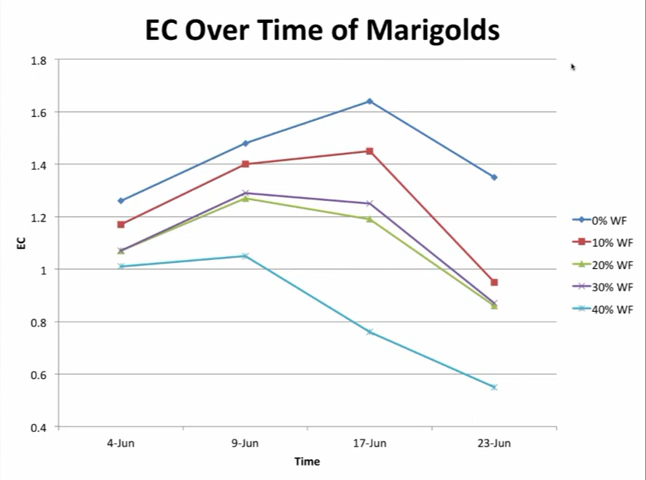 EC Over Time of Marigolds
1.8
1.6
1.4
1.2
1
0.8
0.6
0.4
EC
4-Jun 9-Jun 17-Jun 23-Jun
Time
0% WF
10% WF
20% WF
30% WF
40% WF